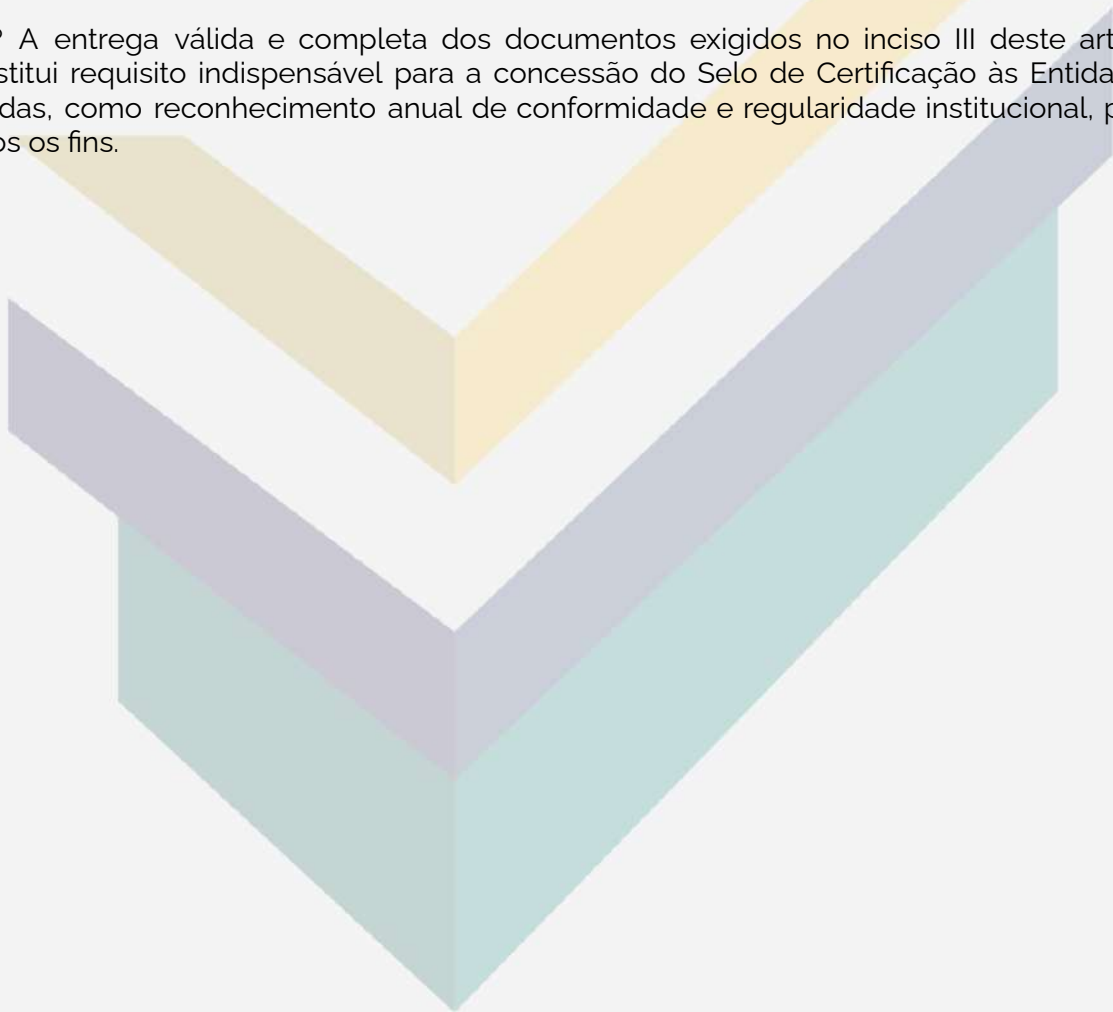 º A entrega válida e completa dos documentos exigidos no inciso III deste art
stitui requisito indispensável para a concessão do Selo de Certificação às Entida
das, como reconhecimento anual de conformidade e regularidade institucional, p
os os fins.